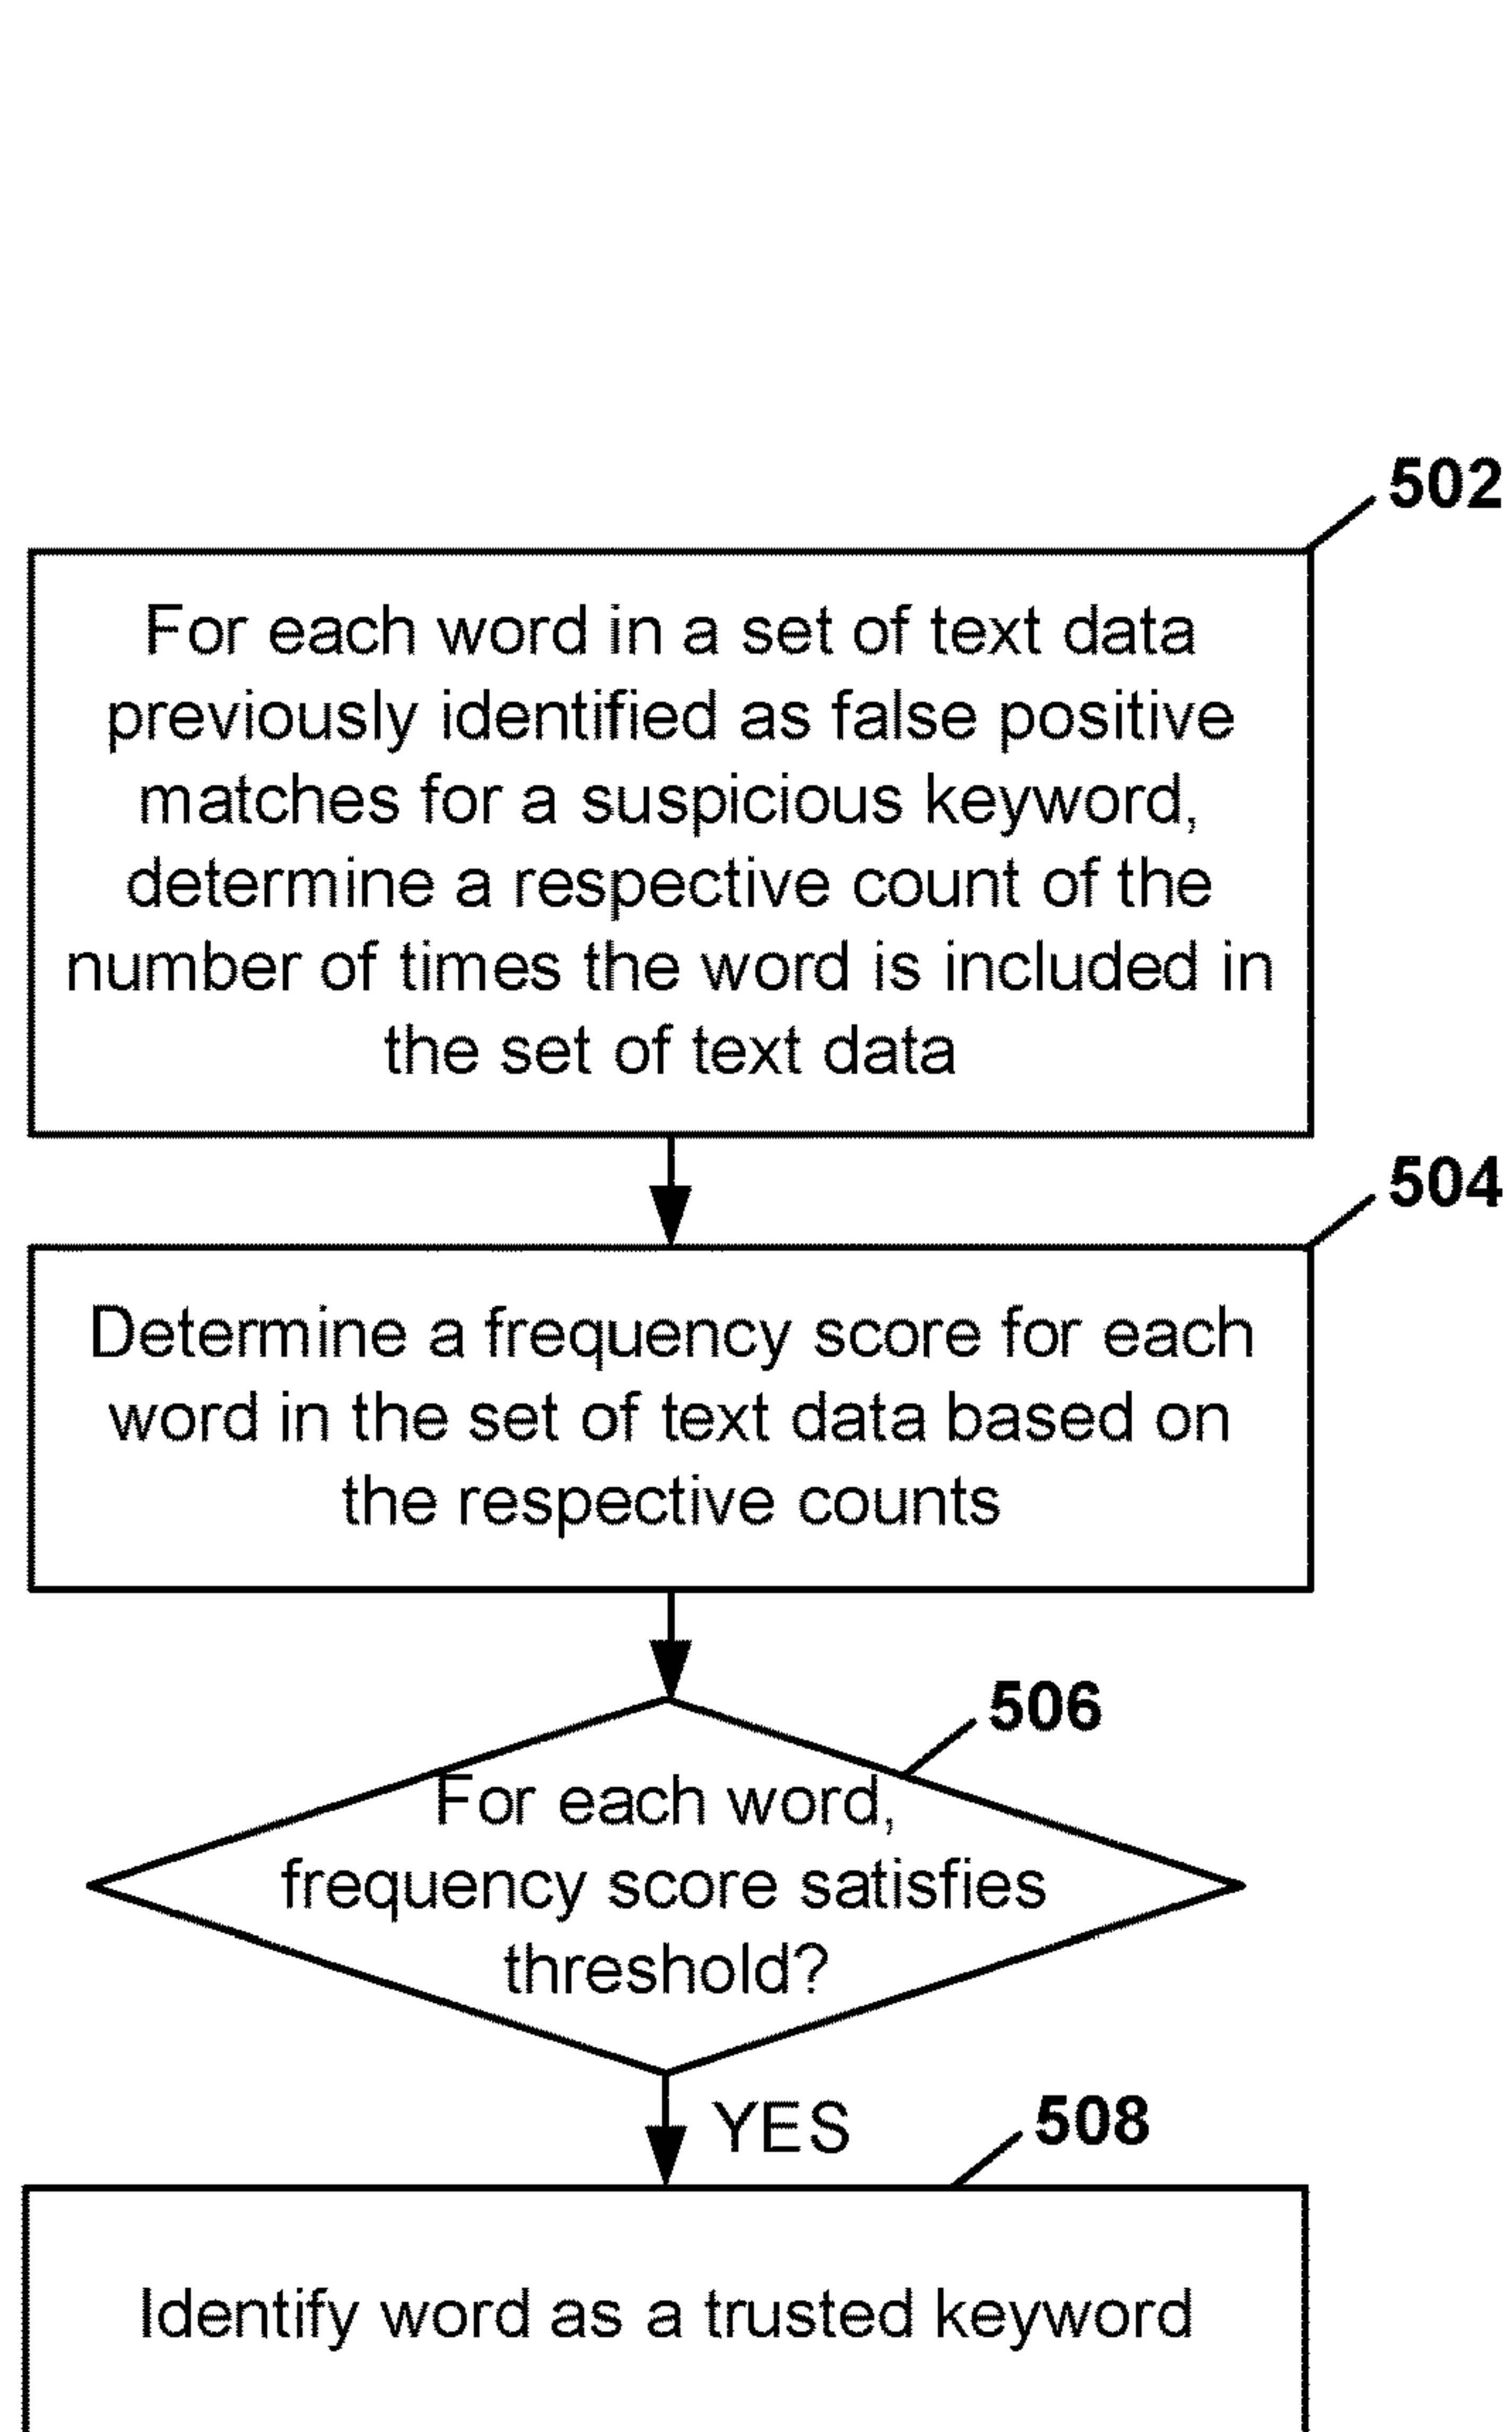 502
For each word in a set of text data
previously identified as false positive
matches for a suspicious keyword,
determine a respective count of the
number of times the word is included in
the set of text data
504
Determine a frequency score for each
word in the set of text data based on
the respective counts
506
For each word,
frequency score satisfies
threshold?
YES
508
Identify word as a trusted keyword